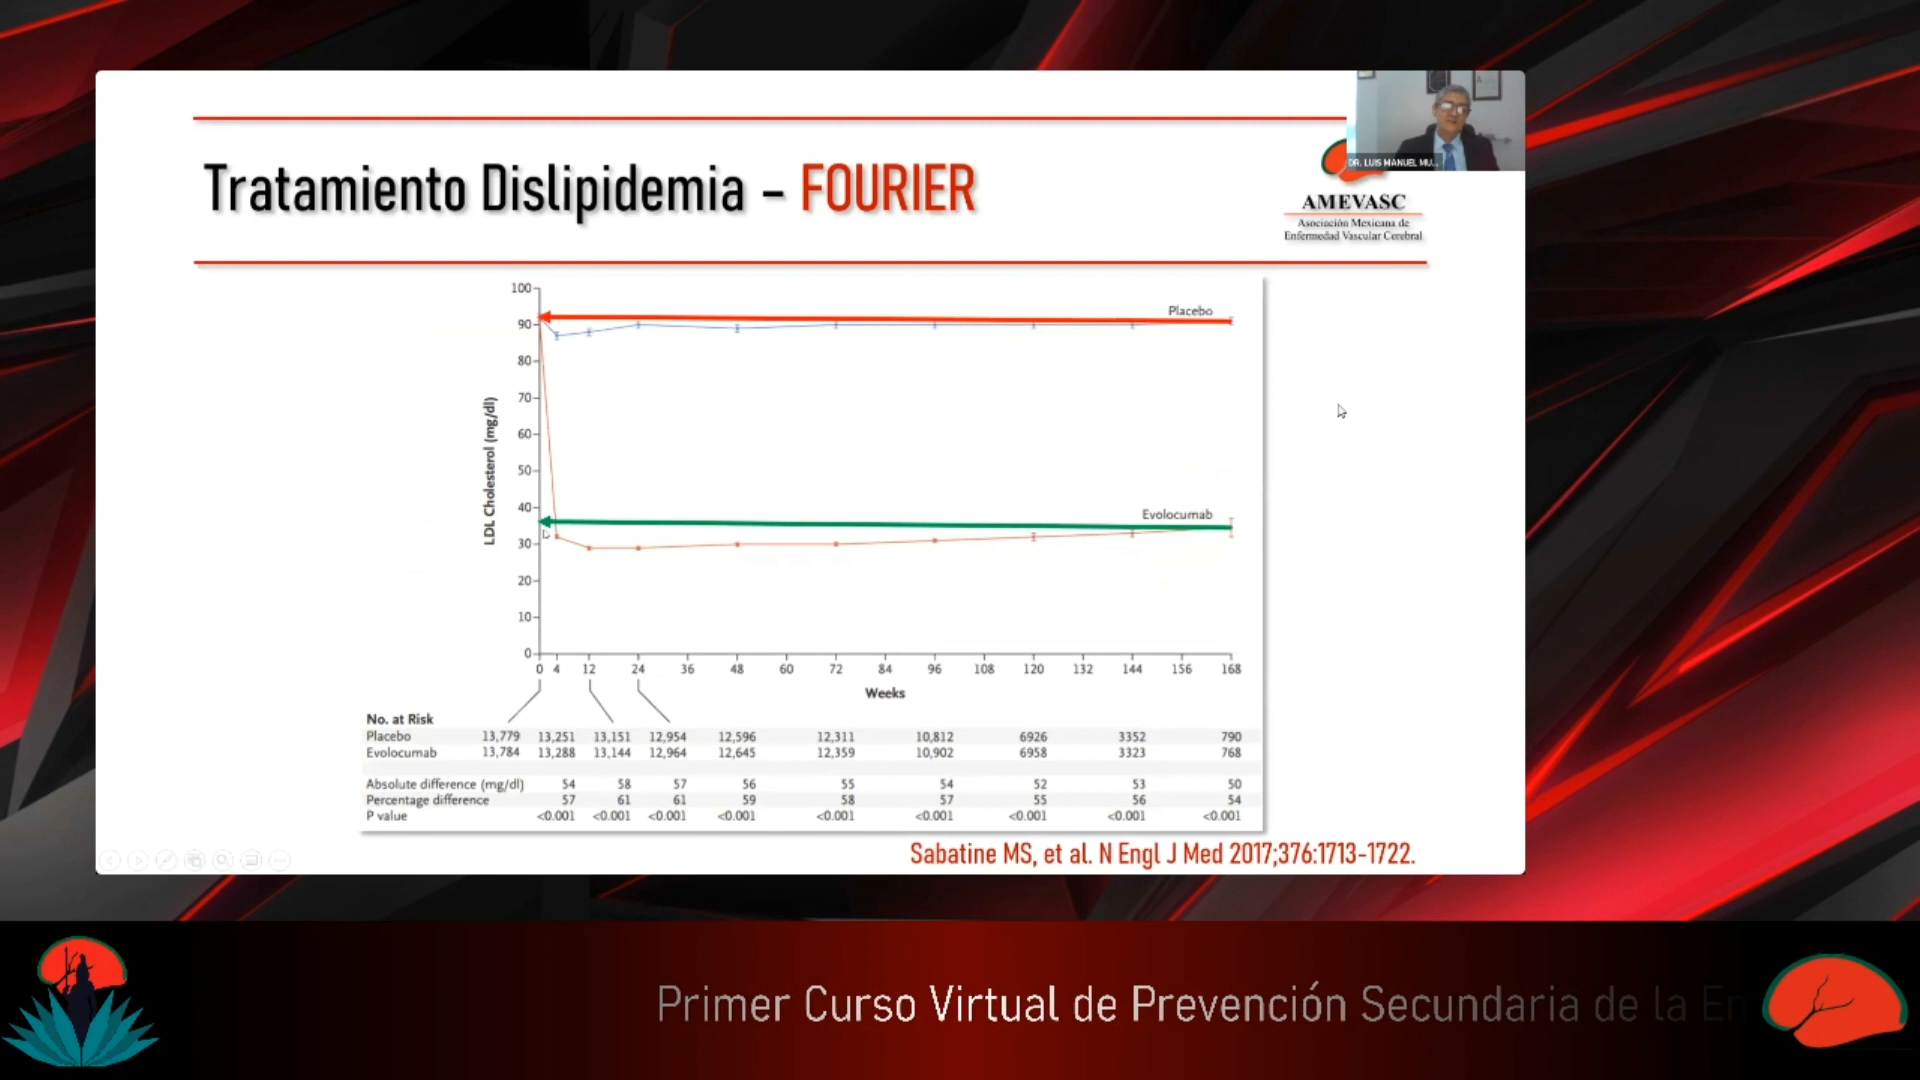 DR. LUIS MANUEL MU...
Tratamiento Dislipidemia – FOURIER
AMEVASC
Asociación Mexicana de
Enfermedad Vascular Cerebral
100
90
80
70
60
50
40
30
20
10
0
LDL Cholesterol (mg/dl)
Placebo
Evolocumab
0 4 12 24 36 48 60 72 84 96 108 120 132 144 156 168
Weeks
No. at Risk
Placebo 13,779 13,251 13,151 12,954 12,596 12,311 10,812 6926 3352 790
Evolocumab 13,784 13,288 13,144 12,964 12,645 12,359 10,902 6958 3323 768
Absolute difference (mg/dl) 54 58 57 56 55 54 52 53 50
Percentage difference 57 61 61 59 58 57 55 56 54
P value <0.001 <0.001 <0.001 <0.001 <0.001 <0.001 <0.001 <0.001 <0.001
Sabatine MS, et al. N Engl J Med 2017;376:1713-1722.
Primer Curso Virtual de Prevención Secundaria de la En